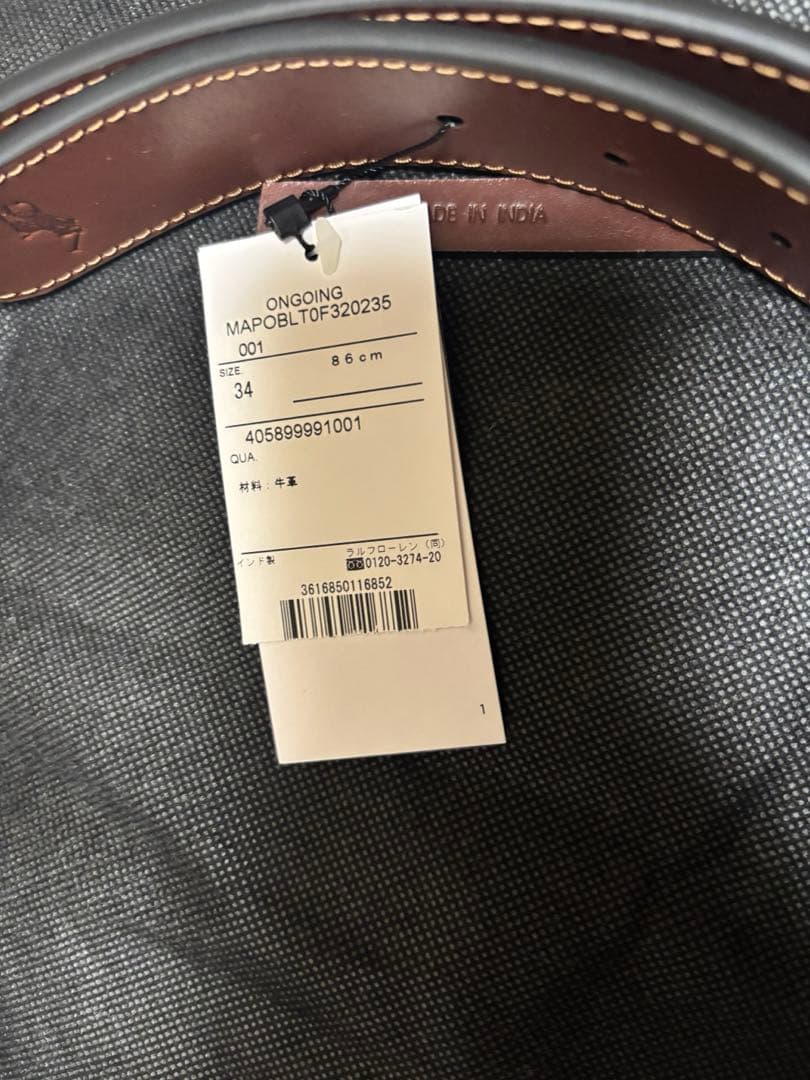 DE IN INDIA
ONGOING
MAPOBLT0F320235
001
SIZE.
86cm
34
405899991001
QUA.
材料：牛革
ラルフローレン（同）
インド製
0120-3274-20
3616850116852
1